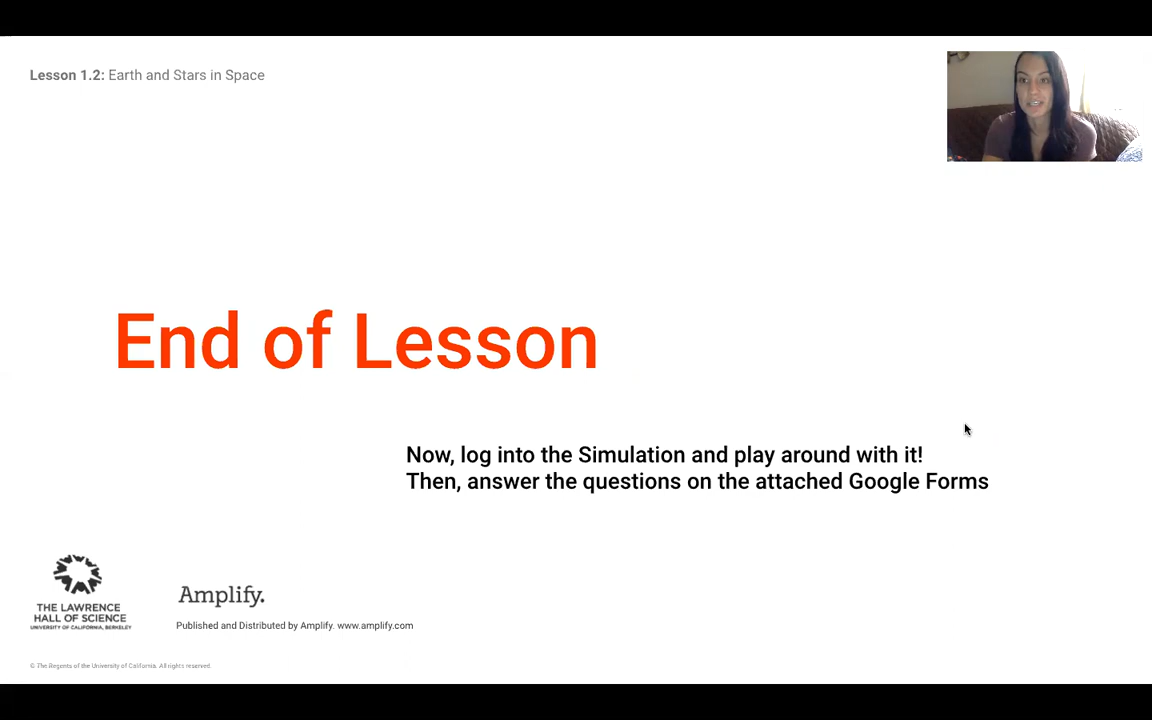 Lesson 1.2: Earth and Stars in Space
End of Lesson
Now, log into the Simulation and play around with it!
Then, answer the questions on the attached Google Forms
THE LAWRENCE
HALL OF SCIENCE
UNIVERSITY OF CALIFORNIA, BERKELEY
Amplify.
Published and Distributed by Amplify. www.amplify.com
© The Regents of the University of California. All rights reserved.